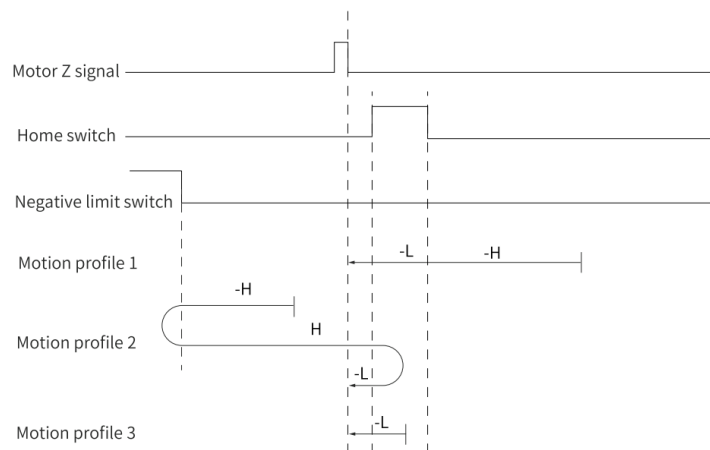 Motor Z signal
Home switch
Negative limit switch
Motion profile 1
-L
-H
-H
Motion profile 2
H
-L
Motion profile 3
-L